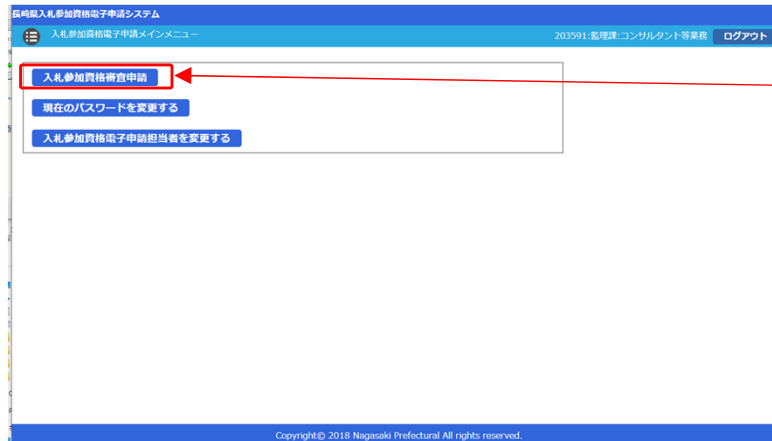 長崎県入札参加資格電子申請システム
入札参加資格電子申請メインメニュー 203591:監理課:コンサルタント等業務 ログアウト
入札参加資格審査申請
現在のパスワードを変更する
入札参加資格電子申請担当者を変更する
Copyright© 2018 Nagasaki Prefectural All rights reserved.